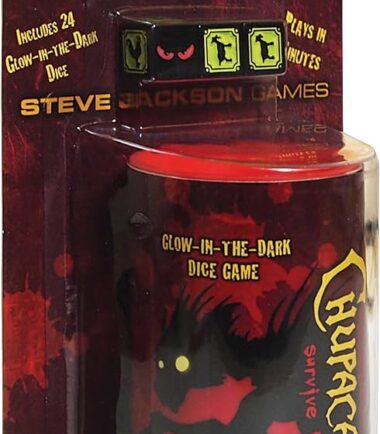 INCLUDES 24
GLOW-IN-THE-DARK
DICE
PLAYS IN
MINUTES
STEVE JACKSON GAMES
GLOW-IN-THE-DARK
DICE GAME
CHUPACA
survive